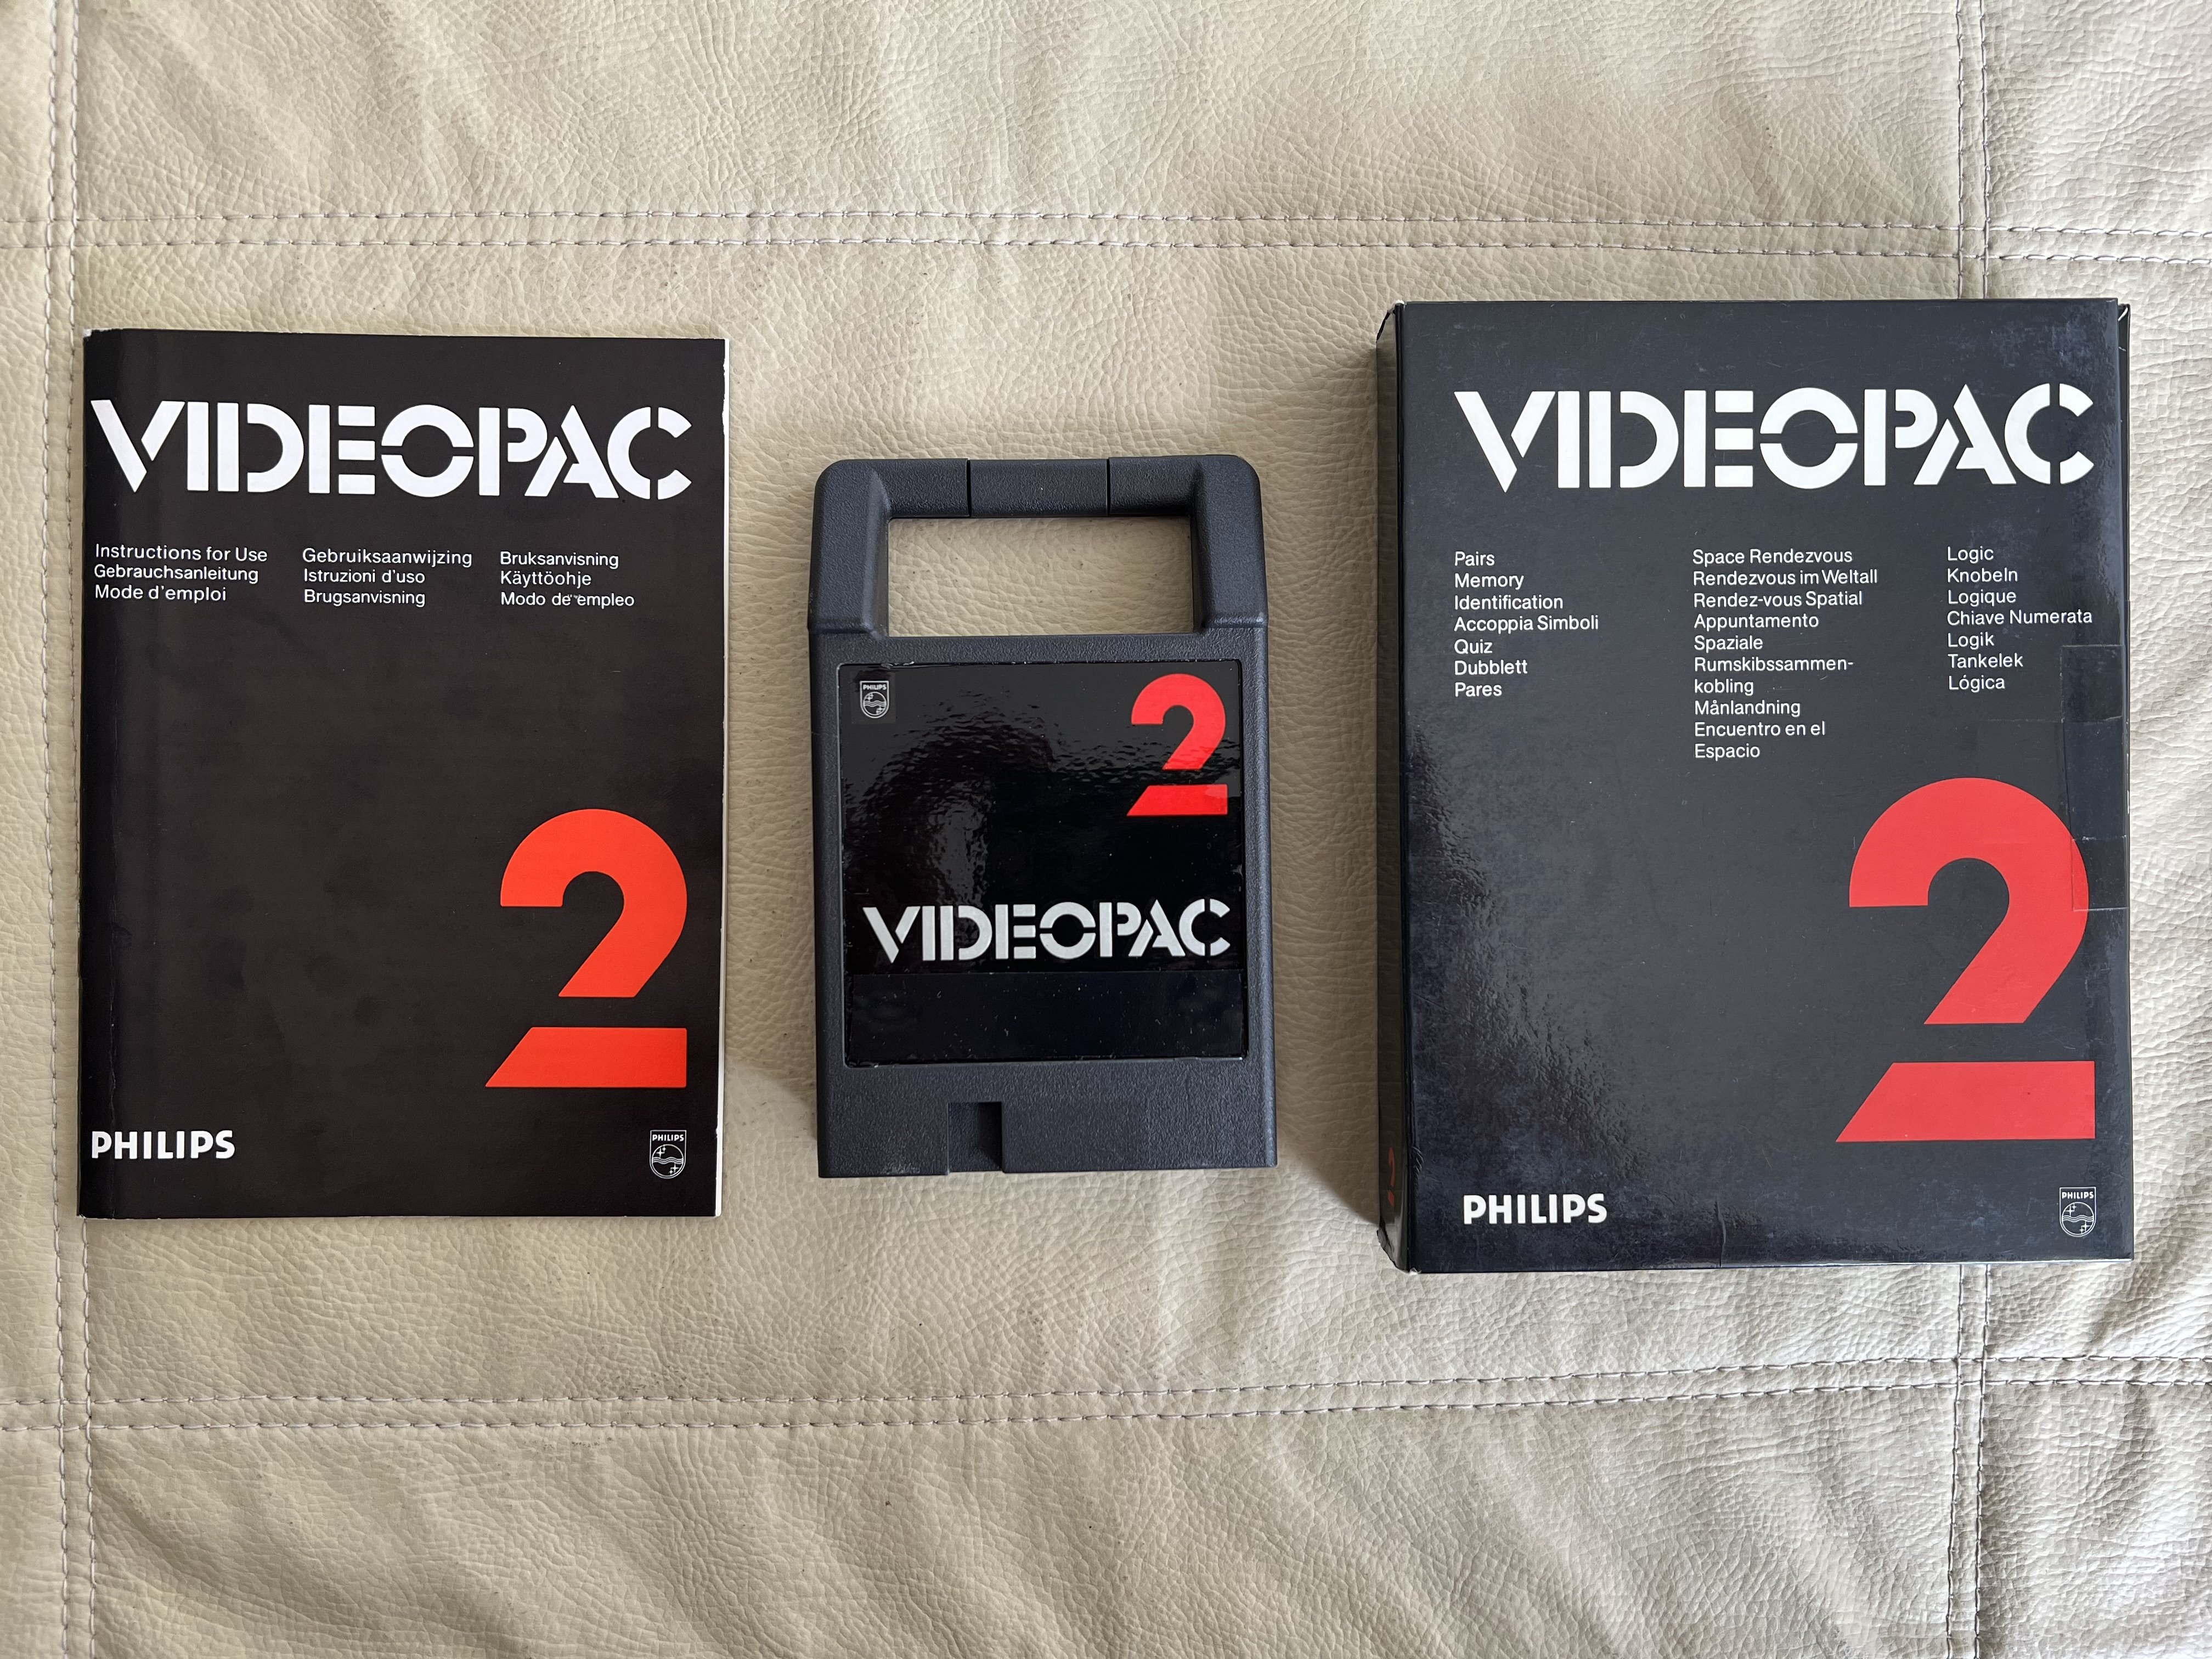 VIDEOPAC
Instructions for Use
Gebrauchsanleitung
Mode d'emploi
Gebruiksaanwijzing
Istruzioni d'uso
Brugsanvisning
Bruksanvisning
Käyttöohje
Modo de empleo
2
PHILIPS
PHILIPS
PHILIPS
2
VIDEOPAC
VIDEOPAC
Pairs
Memory
Identification
Accoppia Simboli
Quiz
Dubblett
Pares
Space Rendezvous
Rendezvous im Weltall
Rendez-vous Spatial
Appuntamento
Spaziale
Rumskibssammen-
kobling
Månlandning
Encuentro en el
Espacio
Logic
Knobeln
Logique
Chiave Numerata
Logik
Tankelek
Lógica
2
PHILIPS
PHILIPS
2